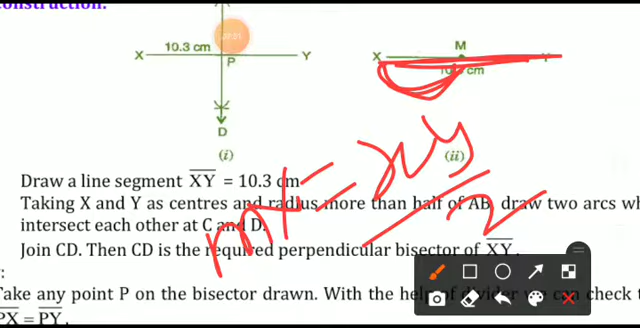 construction:
10.3 cm
X
P
Y
D
(i)
M
X
cm
(ii)
mx = xy/2
Draw a line segment XY = 10.3 cm
Taking X and Y as centres and radius more than half of AB, draw two arcs wh
intersect each other at C and D.
Join CD. Then CD is the required perpendicular bisector of XY.
Take any point P on the bisector drawn. With the help of divider we can check t
PX = PY.